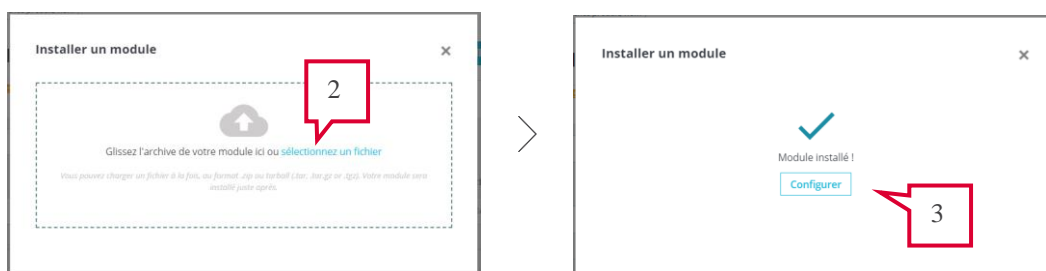 Installer un module
×
2
Glissez l'archive de votre module ici ou sélectionnez un fichier
Vous pouvez charger un fichier à la fois, au format .zip ou tarball (.tar, .tar.gz or .tgz). Votre module sera
installé juste après.
Installer un module
×
Module installé !
Configurer
3